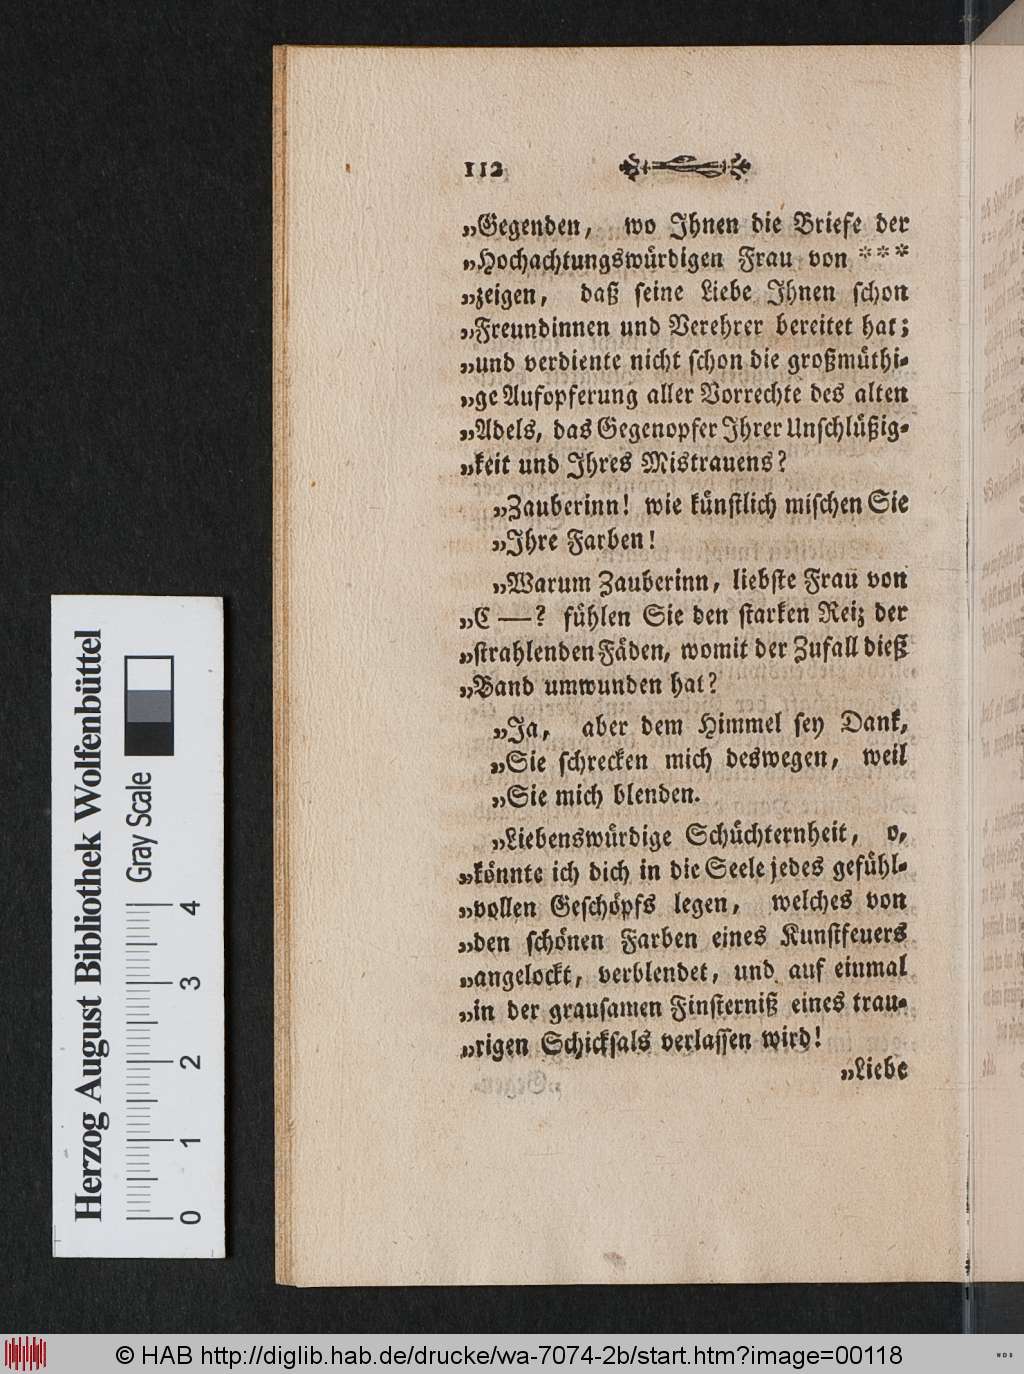 112
„Gegenden, wo Ihnen die Briefe der
„Hochachtungswürdigen Frau von ***
„zeigen, daß seine Liebe Ihnen schon
„Freundinnen und Verehrer bereitet hat;
„und verdiente nicht schon die großmüthi-
„ge Aufopferung aller Vorrechte des alten
„Adels, das Gegenopfer Ihrer Unschlüßig-
„keit und Ihres Mistrauens?
„Zauberinn! wie künstlich mischen Sie
„Ihre Farben!
„Warum Zauberinn, liebste Frau von
„C —? fühlen Sie den starken Reiz der
„strahlenden Fäden, womit der Zufall dieß
„Band umwunden hat?
„Ja, aber dem Himmel sey Dank,
„Sie schrecken mich deswegen, weil
„Sie mich blenden.
„Liebenswürdige Schüchternheit, o,
„könnte ich dich in die Seele jedes gefühl-
„vollen Geschöpfs legen, welches von
„den schönen Farben eines Kunstfeuers
„angelockt, verblendet, und auf einmal
„in der grausamen Finsterniß eines trau-
„rigen Schicksals verlassen wird!
„Liebe
Herzog August Bibliothek Wolfenbüttel
Gray Scale
0 1 2 3 4
© HAB http://diglib.hab.de/drucke/wa-7074-2b/start.htm?image=00118
WDB